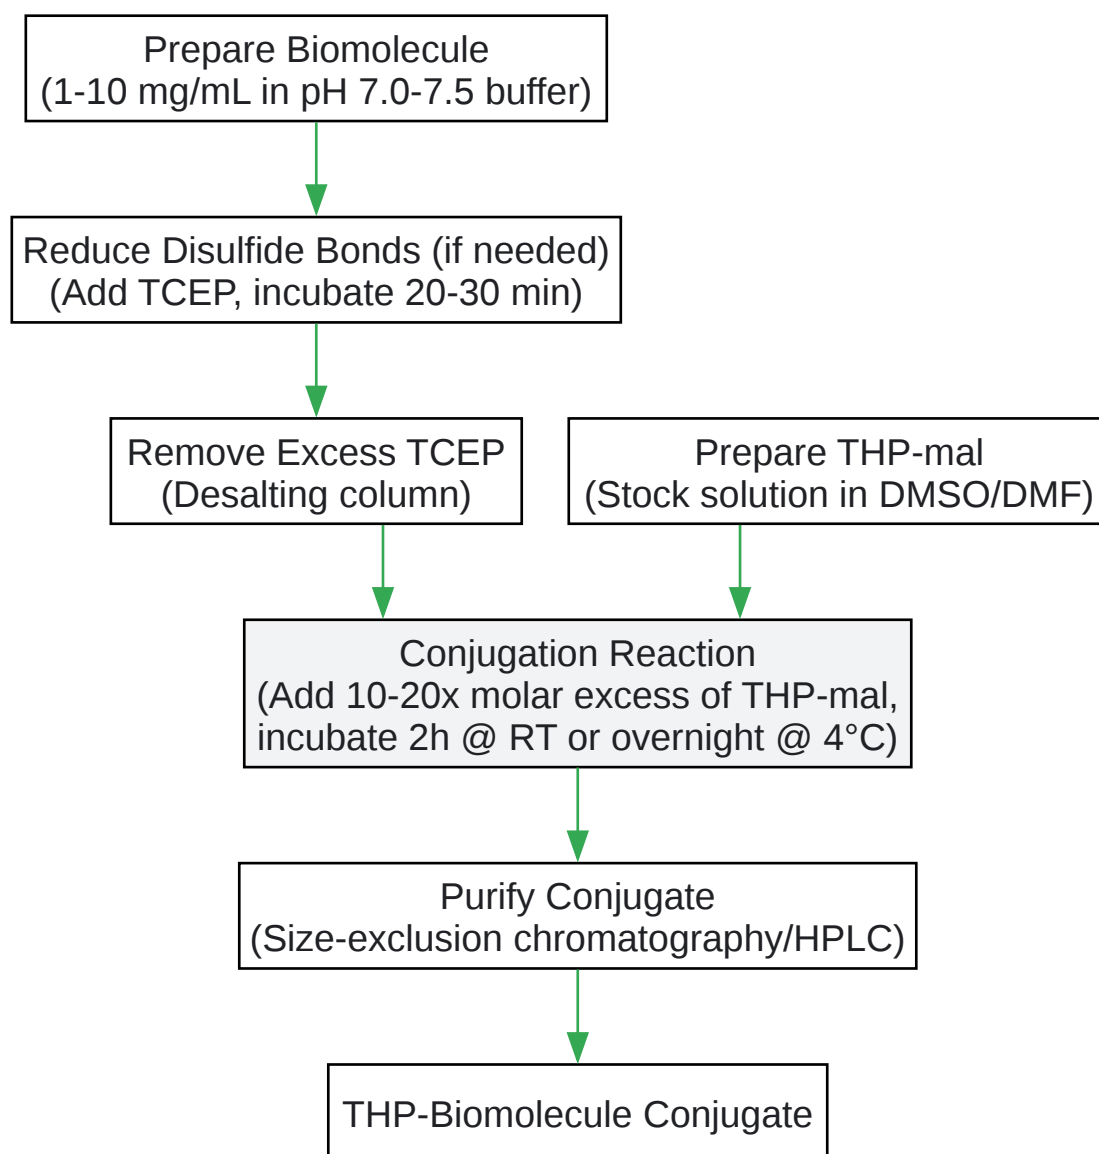 Prepare Biomolecule
(1-10 mg/mL in pH 7.0-7.5 buffer)
Reduce Disulfide Bonds (if needed)
(Add TCEP, incubate 20-30 min)
Remove Excess TCEP
(Desalting column)
Prepare THP-mal
(Stock solution in DMSO/DMF)
Conjugation Reaction
(Add 10-20x molar excess of THP-mal,
incubate 2h @ RT or overnight @ 4°C)
Purify Conjugate
(Size-exclusion chromatography/HPLC)
THP-Biomolecule Conjugate